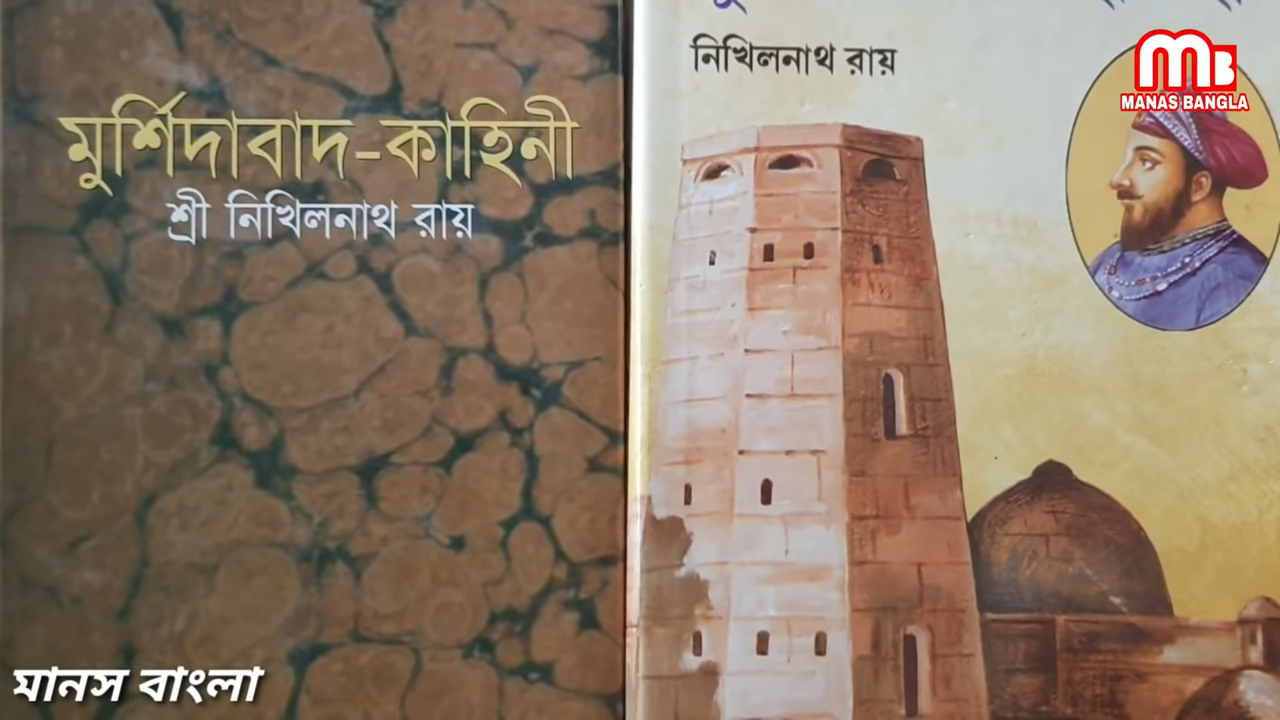 মুর্শিদাবাদ-কাহিনী
শ্রী নিখিলনাথ রায়
নিখিলনাথ রায়
MB
MANAS BANGLA
মানস বাংলা